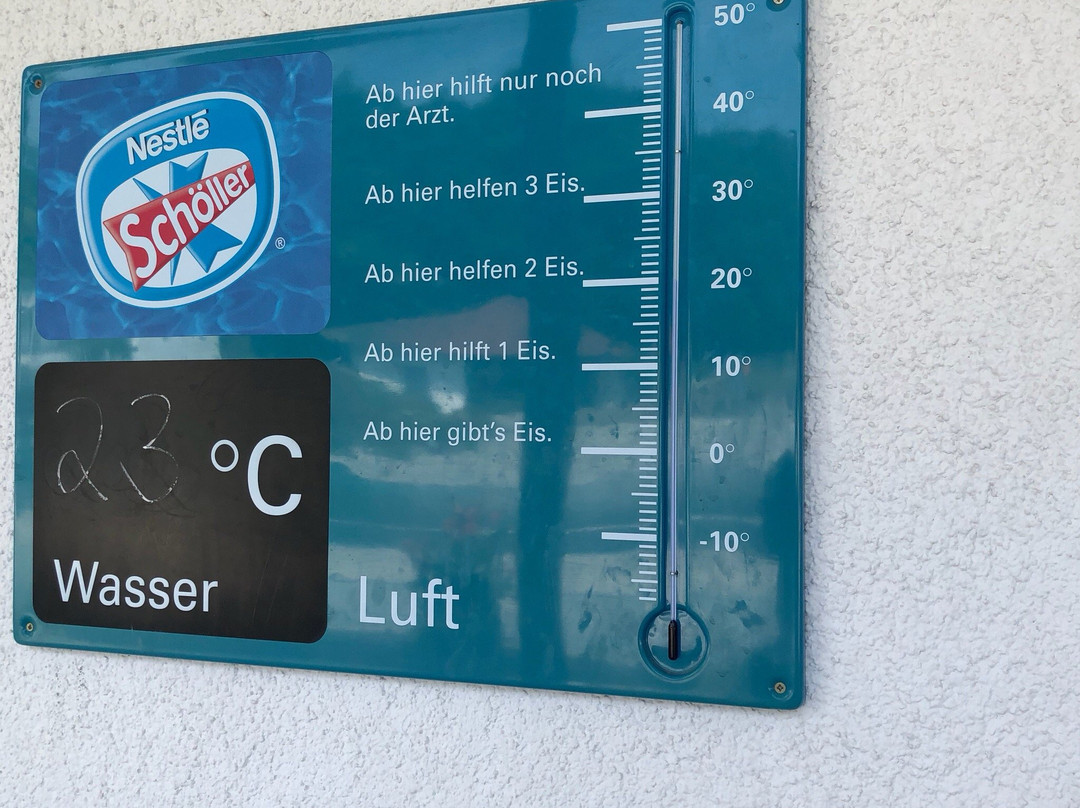 Nestlé
Schöller
®
23 °C
Wasser
Ab hier hilft nur noch
der Arzt.
Ab hier helfen 3 Eis.
Ab hier helfen 2 Eis.
Ab hier hilft 1 Eis.
Ab hier gibt's Eis.
Luft
50°
40°
30°
20°
10°
0°
-10°